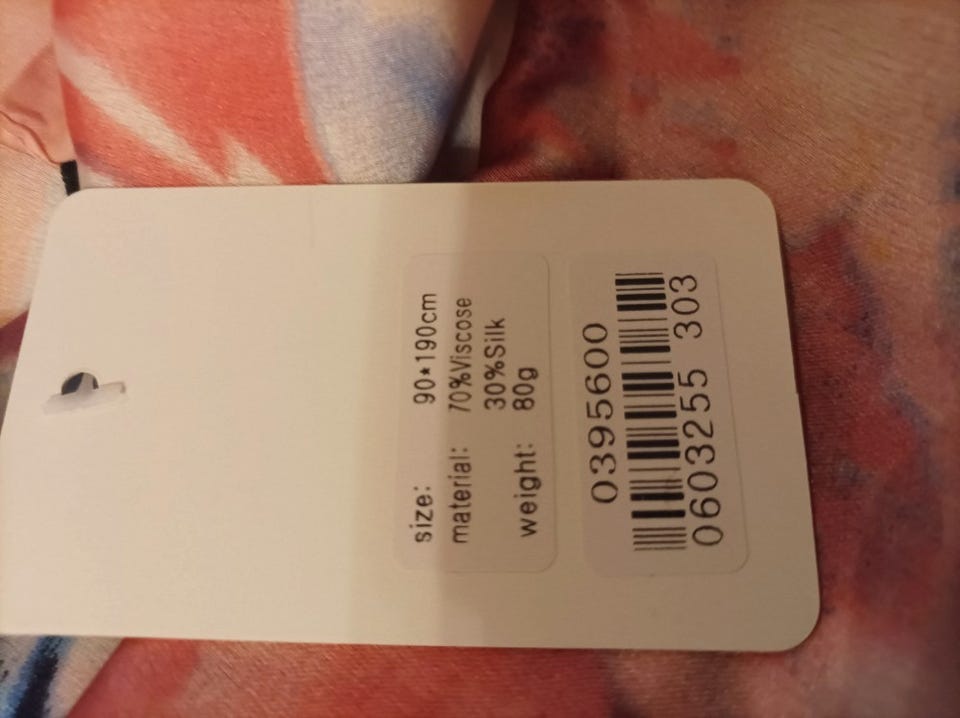 size: 90*190cm
material: 70%Viscose
30%Silk
weight: 80g
0395600
0603255 303